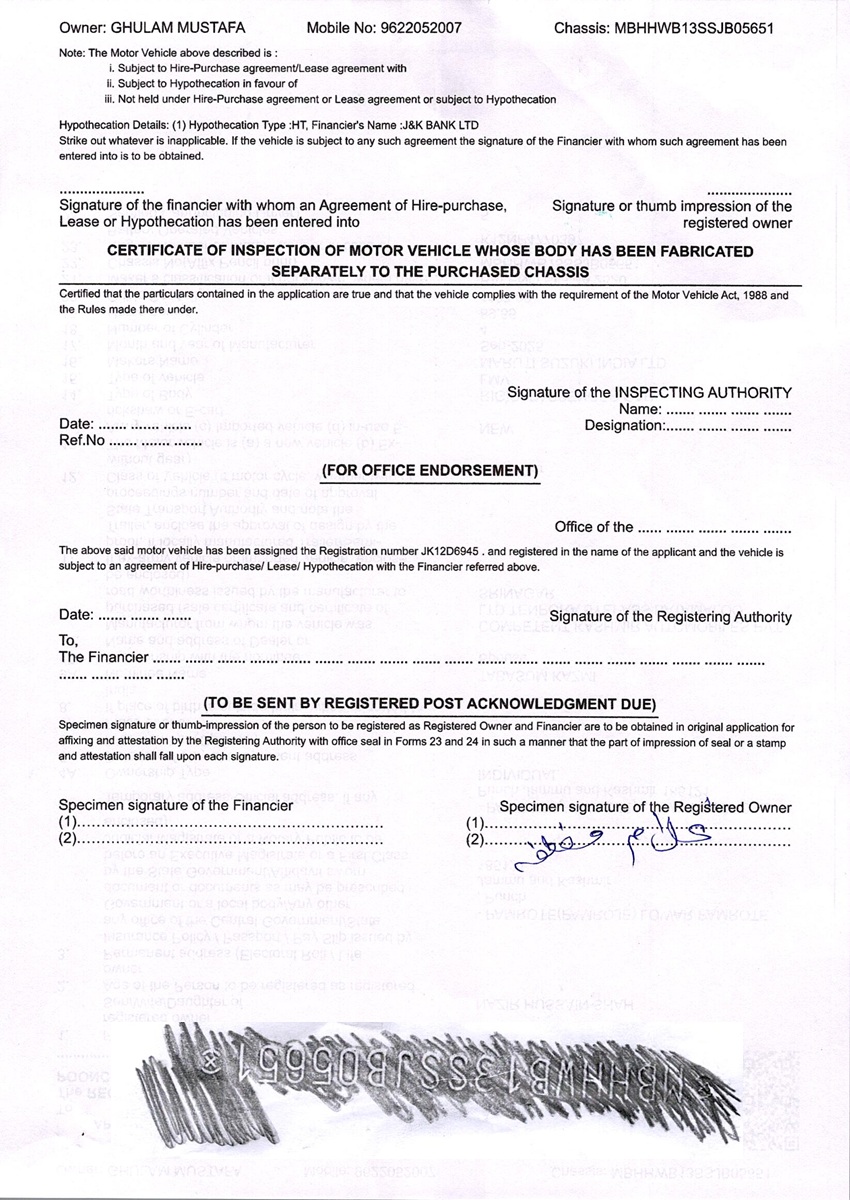 Owner: GHULAM MUSTAFA Mobile No: 9622052007 Chassis: MBHHWB13SSJB05651
Note: The Motor Vehicle above described is :
i. Subject to Hire-Purchase agreement/Lease agreement with
ii. Subject to Hypothecation in favour of
iii. Not held under Hire-Purchase agreement or Lease agreement or subject to Hypothecation
Hypothecation Details: (1) Hypothecation Type :HT, Financier's Name :J&K BANK LTD
Strike out whatever is inapplicable. If the vehicle is subject to any such agreement the signature of the Financier with whom such agreement has been
entered into is to be obtained.
..................... .....................
Signature of the financier with whom an Agreement of Hire-purchase, Signature or thumb impression of the
Lease or Hypothecation has been entered into registered owner
CERTIFICATE OF INSPECTION OF MOTOR VEHICLE WHOSE BODY HAS BEEN FABRICATED
SEPARATELY TO THE PURCHASED CHASSIS
Certified that the particulars contained in the application are true and that the vehicle complies with the requirement of the Motor Vehicle Act, 1988 and
the Rules made there under.
Signature of the INSPECTING AUTHORITY
Name: ....... ....... ....... .......
Date: ....... ....... ....... ....... Designation:....... ....... ....... .......
Ref.No ....... ....... ....... .......
(FOR OFFICE ENDORSEMENT)
Office of the ...... ....... ....... ....... .......
The above said motor vehicle has been assigned the Registration number JK12D6945 . and registered in the name of the applicant and the vehicle is
subject to an agreement of Hire-purchase/ Lease/ Hypothecation with the Financier referred above.
Date: ....... ....... ....... ....... Signature of the Registering Authority
To,
The Financier ....... ....... ....... ....... ....... ....... ....... ....... ....... ....... ....... ....... ....... ....... ....... ....... ....... ....... .......
....... ....... ....... .......
(TO BE SENT BY REGISTERED POST ACKNOWLEDGMENT DUE)
Specimen signature or thumb-impression of the person to be registered as Registered Owner and Financier are to be obtained in original application for
affixing and attestation by the Registering Authority with office seal in Forms 23 and 24 in such a manner that the part of impression of seal or a stamp
and attestation shall fall upon each signature.
Specimen signature of the Financier Specimen signature of the Registered Owner
(1)............................................................ (1)............................................................
(2)............................................................ (2)............................................................
MBHHWB13SSJB05651